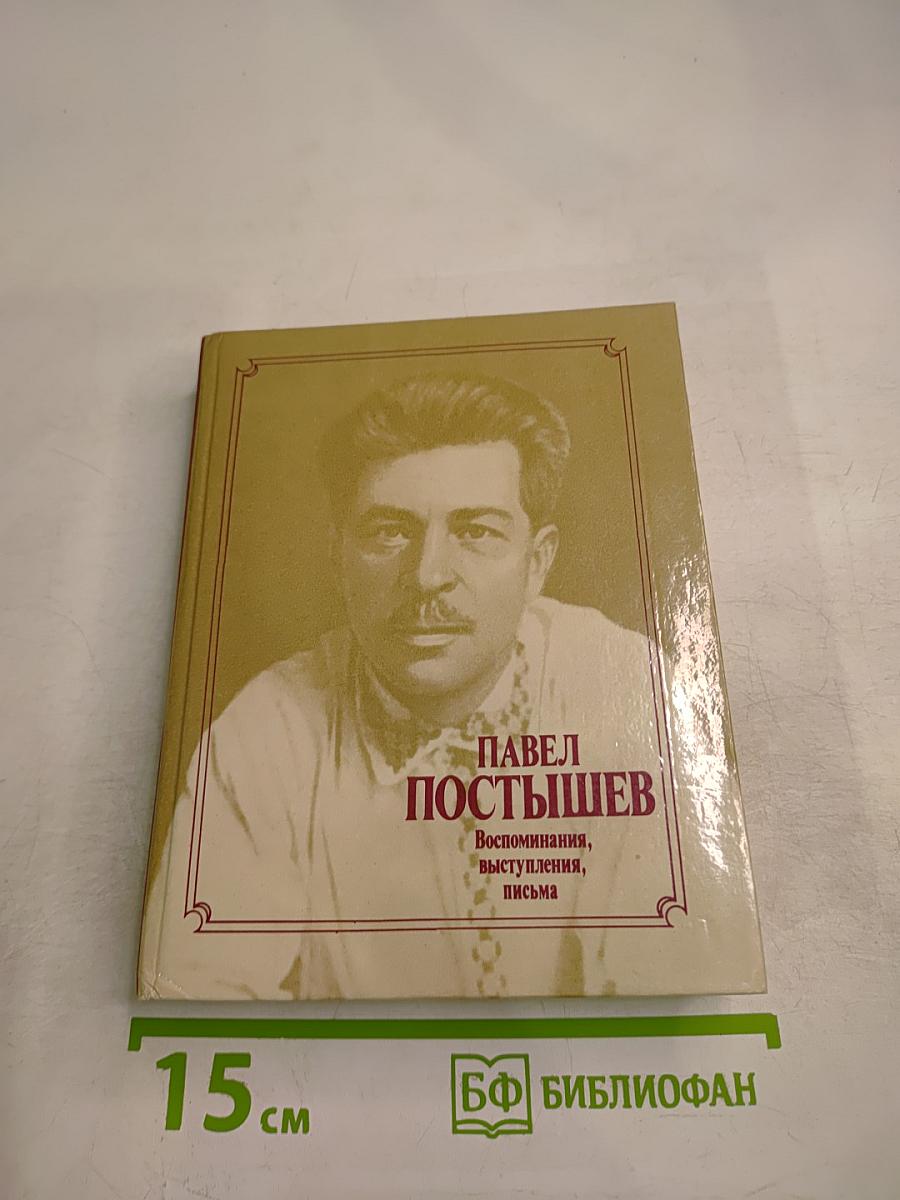 ПАВЕЛ
ПОСТЫШЕВ
Воспоминания,
выступления,
письма
15 см
БФ БИБЛИОФАН